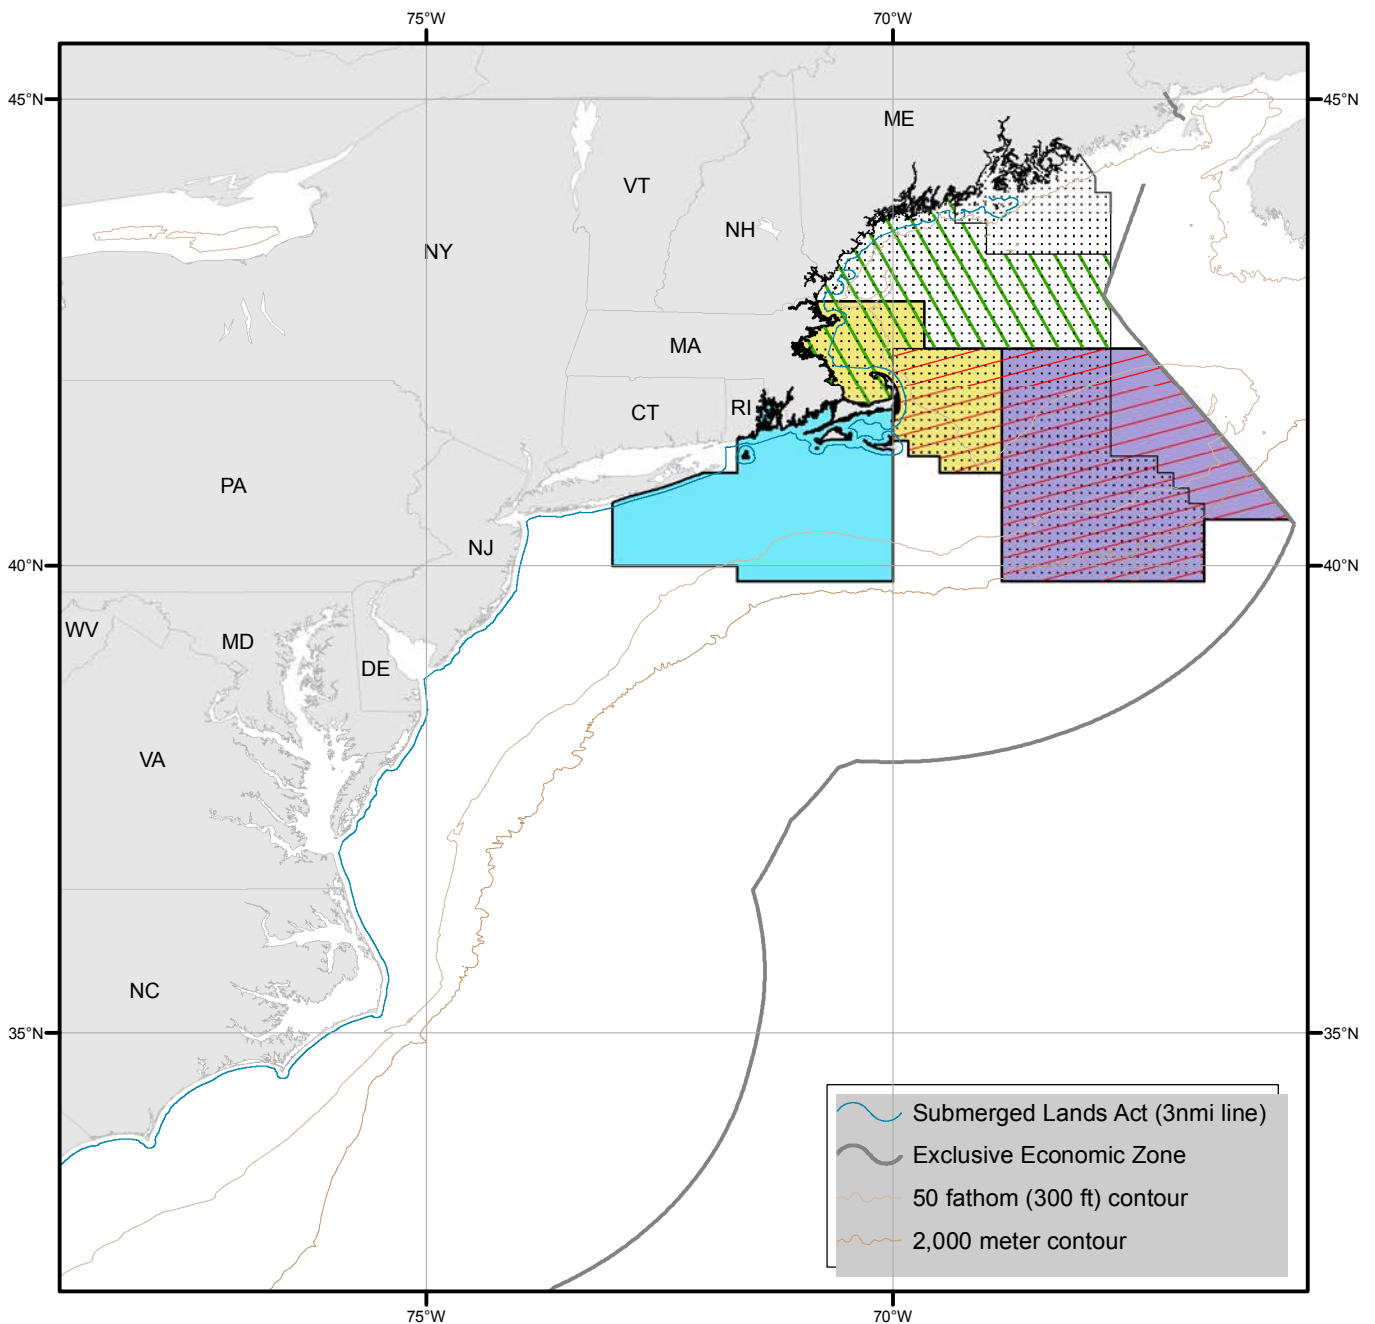 75°W 70°W
45°N 45°N
ME
VT
NH
NY
MA
RI
CT
PA
NJ
40°N 40°N
WV
MD
DE
VA
NC
35°N 35°N
Submerged Lands Act (3nmi line)
Exclusive Economic Zone
50 fathom (300 ft) contour
2,000 meter contour
75°W 70°W